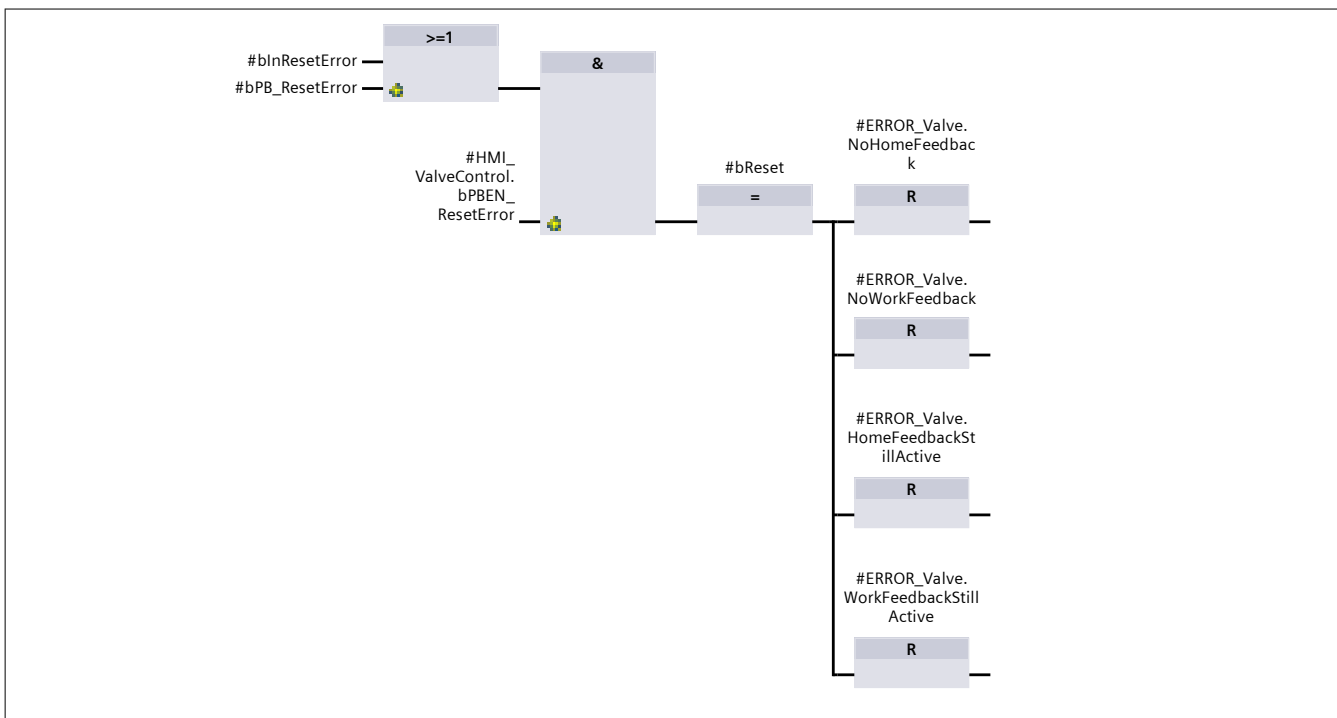 >=1
#bInResetError
#bPB_ResetError
&
#HMI_
ValveControl.
bPBEN_
ResetError
#bReset
=
#ERROR_Valve.
NoHomeFeedbac
k
R
#ERROR_Valve.
NoWorkFeedback
R
#ERROR_Valve.
HomeFeedbackSt
illActive
R
#ERROR_Valve.
WorkFeedbackStill
Active
R